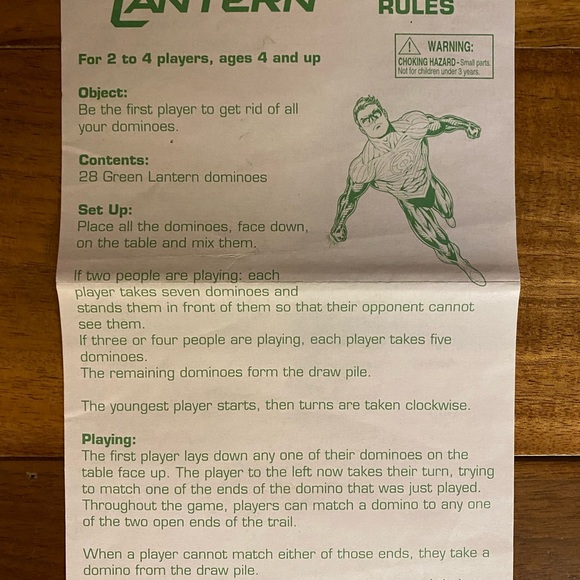 LANTERN
RULES
WARNING:
CHOKING HAZARD-Small parts.
Not for children under 3 years.
For 2 to 4 players, ages 4 and up
Object:
Be the first player to get rid of all
your dominoes.
Contents:
28 Green Lantern dominoes
Set Up:
Place all the dominoes, face down,
on the table and mix them.
If two people are playing: each
player takes seven dominoes and
stands them in front of them so that their opponent cannot
see them.
If three or four people are playing, each player takes five
dominoes.
The remaining dominoes form the draw pile.
The youngest player starts, then turns are taken clockwise.
Playing:
The first player lays down any one of their dominoes on the
table face up. The player to the left now takes their turn, trying
to match one of the ends of the domino that was just played.
Throughout the game, players can match a domino to any one
of the two open ends of the trail.
When a player cannot match either of those ends, they take a
domino from the draw pile.